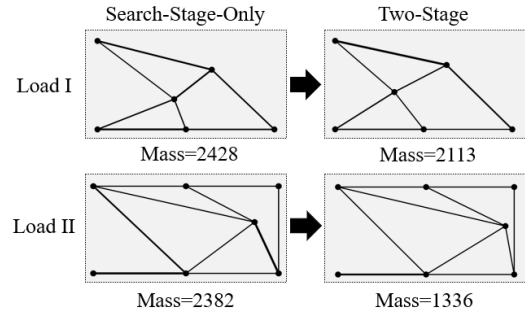 Search-Stage-Only Two-Stage
Load I
Mass=2428 Mass=2113
Load II
Mass=2382 Mass=1336